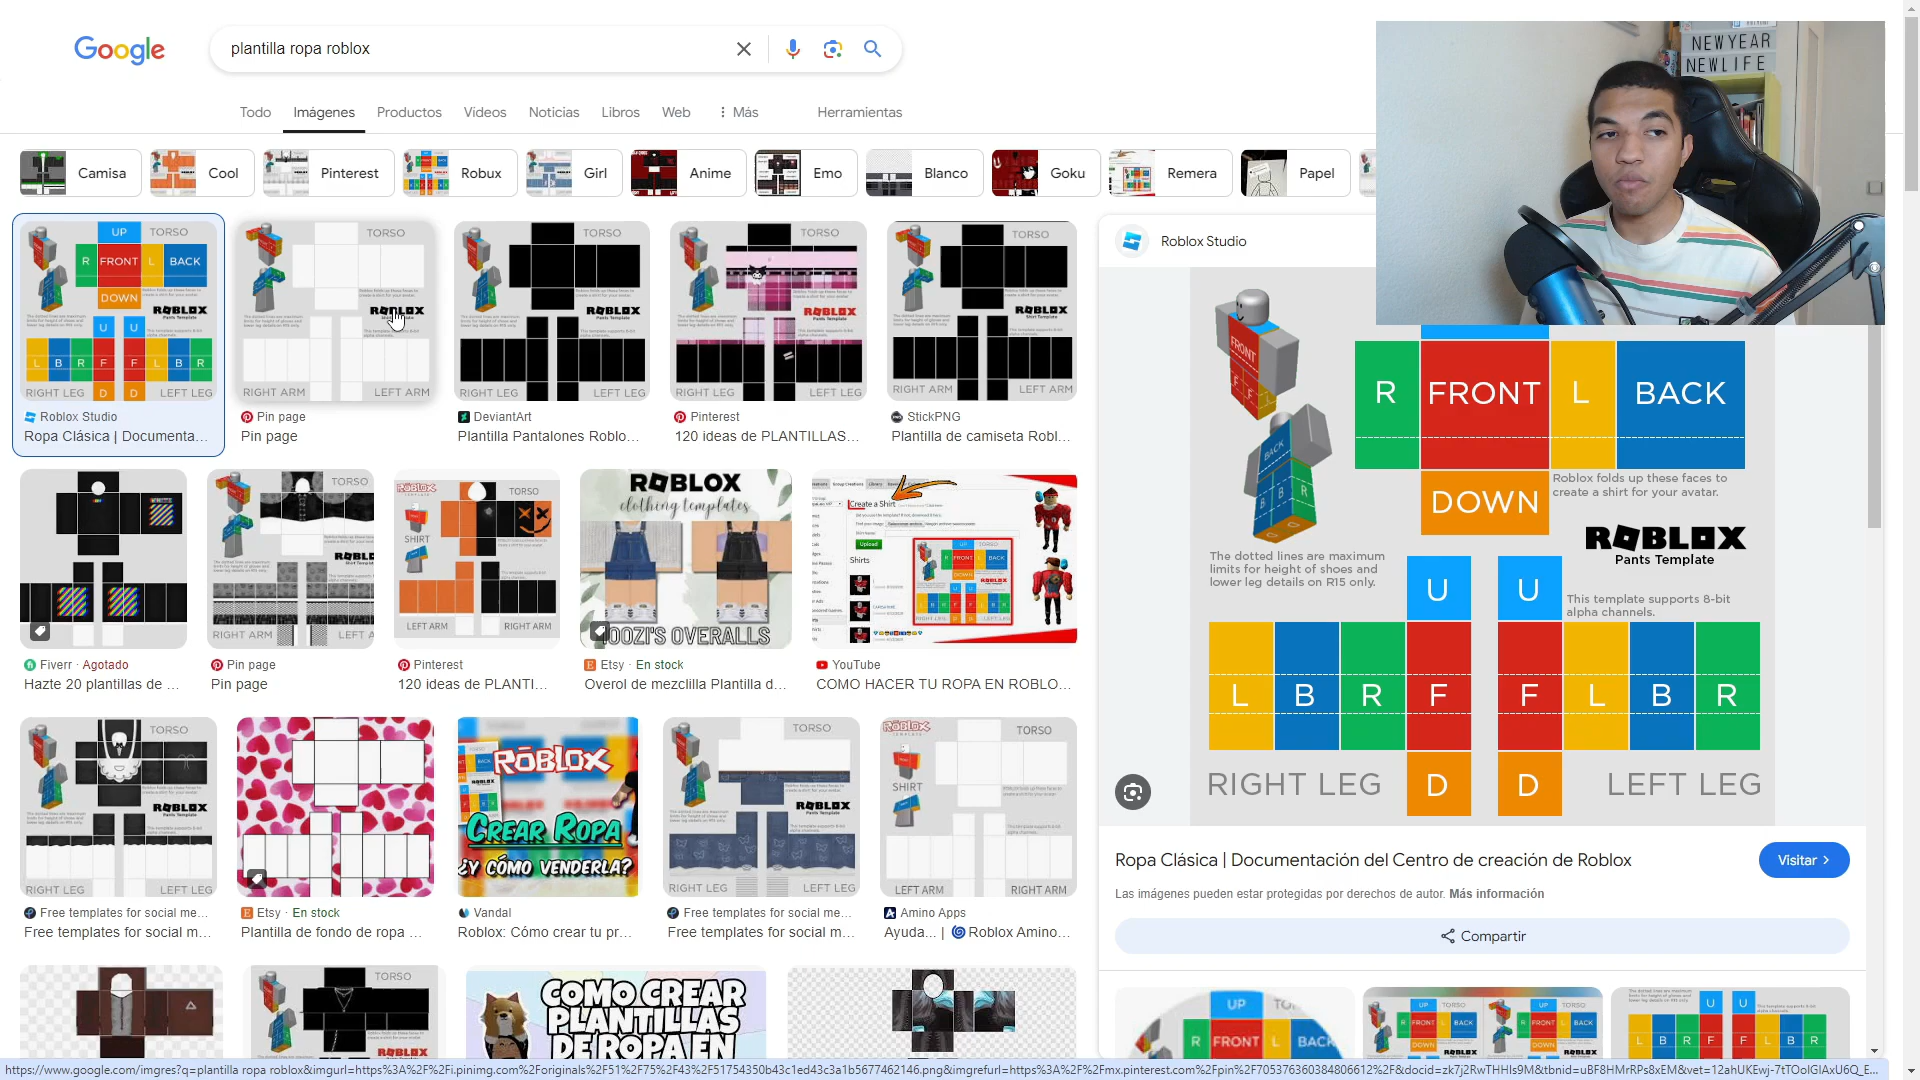 Google
plantilla ropa roblox
Todo
Imágenes
Productos
Videos
Noticias
Libros
Web
Más
Herramientas
Camisa
Cool
Pinterest
Robux
Girl
Anime
Emo
Blanco
Goku
Remera
Papel
NEW YEAR
NEW LIFE
Roblox Studio
Ropa Clásica | Documenta...
Pin page
Pin page
DeviantArt
Plantilla Pantalones Roblo...
Pinterest
120 ideas de PLANTILLAS...
StickPNG
Plantilla de camiseta Robl...
Fiverr · Agotado
Hazte 20 plantillas de ...
Pin page
Pin page
Pinterest
120 ideas de PLANTI...
ROBLOX
clothing templates
Etsy · En stock
Overol de mezclilla Plantilla d...
Create a Shirt
YouTube
COMO HACER TU ROPA EN ROBLO...
Free templates for social me...
Free templates for social m...
Etsy · En stock
Plantilla de fondo de ropa ...
ROBLOX
CREAR ROPA
¿Y CÓMO VENDERLA?
Vandal
Roblox: Cómo crear tu pr...
Free templates for social me...
Free templates for social m...
Amino Apps
Ayuda... | Roblox Amino...
COMO CREAR
PLANTILLAS
DE ROPA EN
Roblox Studio
FRONT
BACK
R FRONT L BACK
DOWN
Roblox folds up these faces to
create a shirt for your avatar.
ROBLOX
Pants Template
The dotted lines are maximum
limits for height of shoes and
lower leg details on R15 only.
U U
This template supports 8-bit
alpha channels.
L B R F F L B R
RIGHT LEG D D LEFT LEG
Ropa Clásica | Documentación del Centro de creación de Roblox
Visitar
Las imágenes pueden estar protegidas por derechos de autor. Más información
Compartir